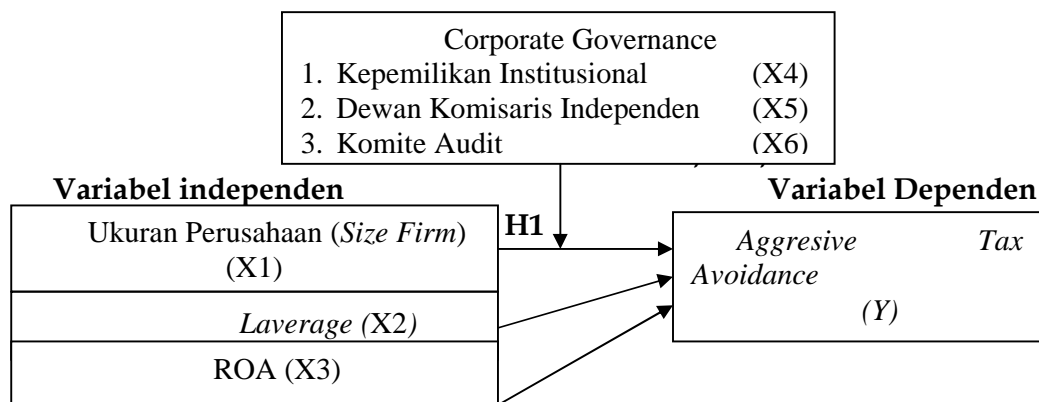 Corporate Governance
1. Kepemilikan Institusional (X4)
2. Dewan Komisaris Independen (X5)
3. Komite Audit (X6)
Variabel independen
Variabel Dependen
Ukuran Perusahaan (Size Firm)
(X1)
H1
Aggresive Tax
Avoidance
(Y)
Laverage (X2)
ROA (X3)